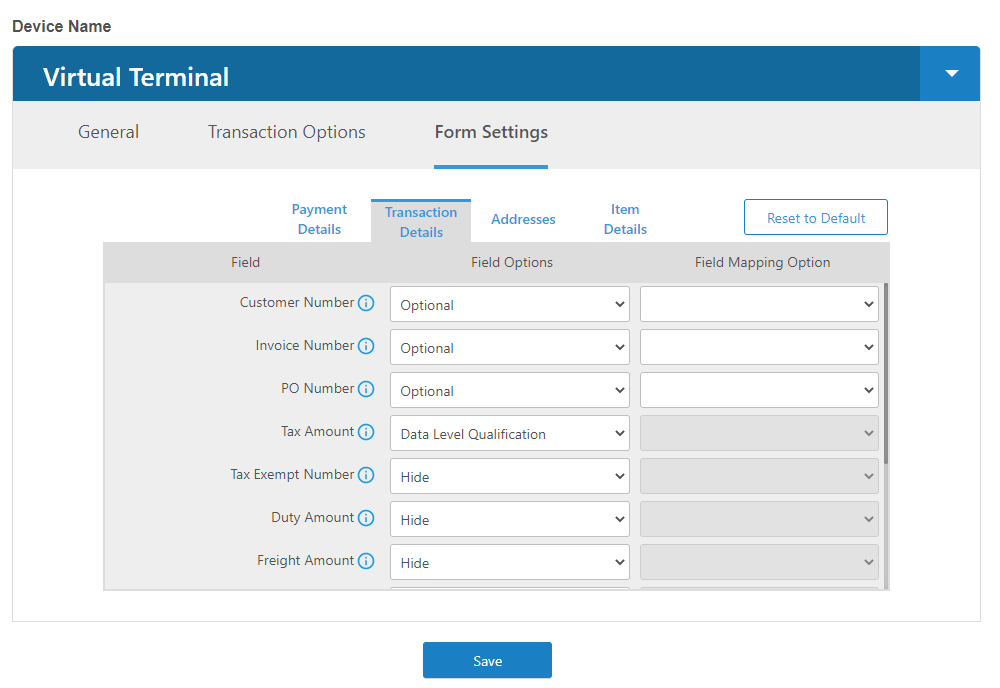 Device Name
Virtual Terminal
General Transaction Options Form Settings
Payment Details Transaction Details Addresses Item Details Reset to Default
Field Field Options Field Mapping Option
Customer Number Optional
Invoice Number Optional
PO Number Optional
Tax Amount Data Level Qualification
Tax Exempt Number Hide
Duty Amount Hide
Freight Amount Hide
Save